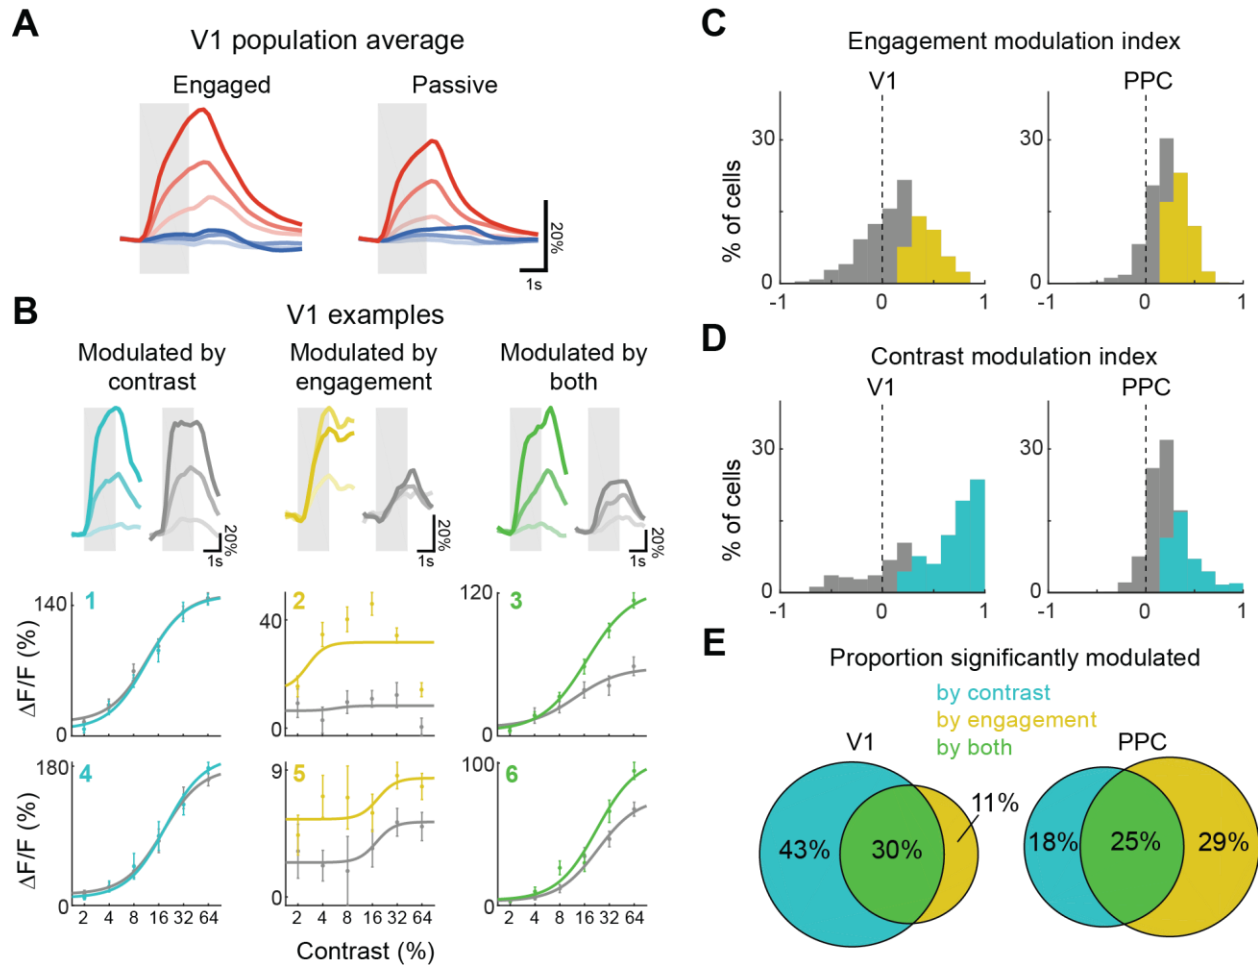 A
V1 population average
Engaged
Passive
20%
1s
B
V1 examples
Modulated by
contrast
Modulated by
engagement
Modulated by
both
20%
1s
20%
1s
20%
1s
ΔF/F (%)
140
0
1
40
0
2
120
0
3
ΔF/F (%)
180
0
4
9
0
5
100
0
6
2 4 8 16 32 64
2 4 8 16 32 64
2 4 8 16 32 64
Contrast (%)
C
Engagement modulation index
V1
PPC
% of cells
30
0
-1 0 1
30
0
-1 0 1
D
Contrast modulation index
V1
PPC
% of cells
30
0
-1 0 1
30
0
-1 0 1
E
Proportion significantly modulated
by contrast
by engagement
by both
V1
PPC
43%
30%
11%
18%
25%
29%